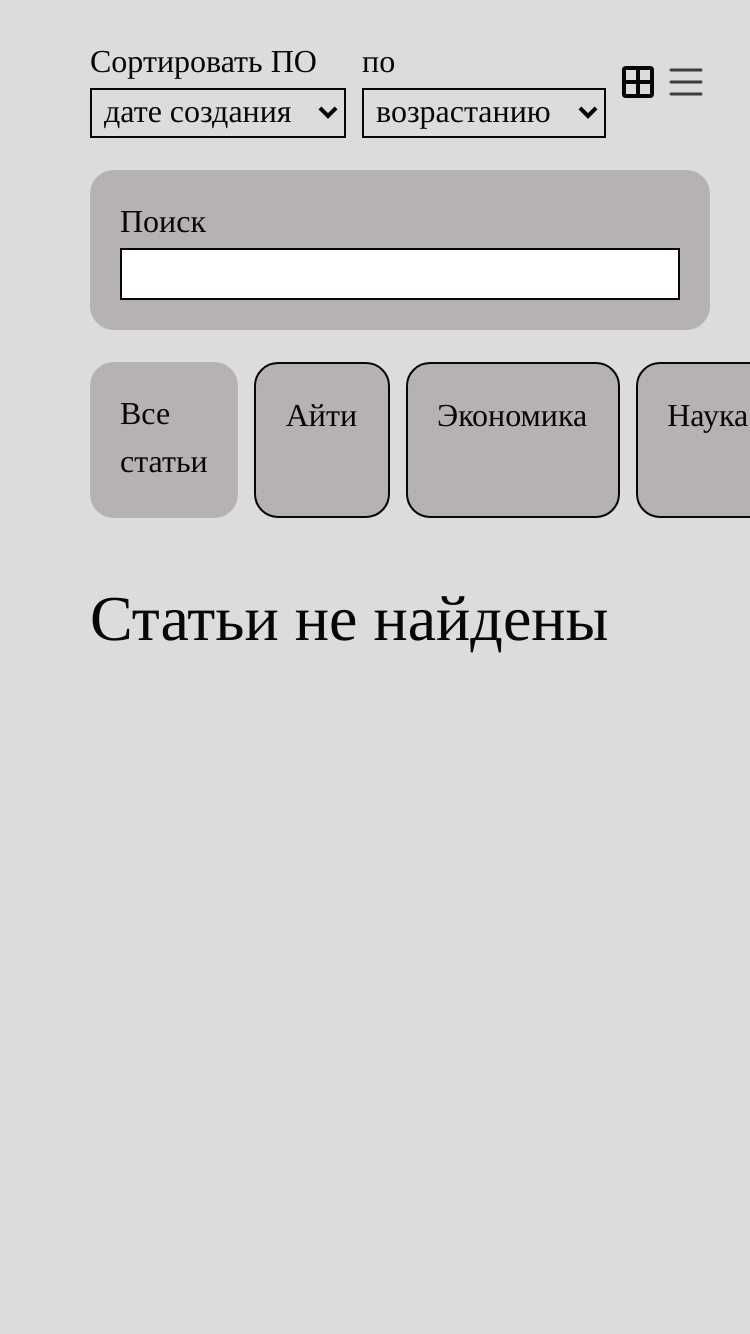 Сортировать ПО по
дате создания возрастанию
Поиск
Все статьи Айти Экономика Наука
Статьи не найдены